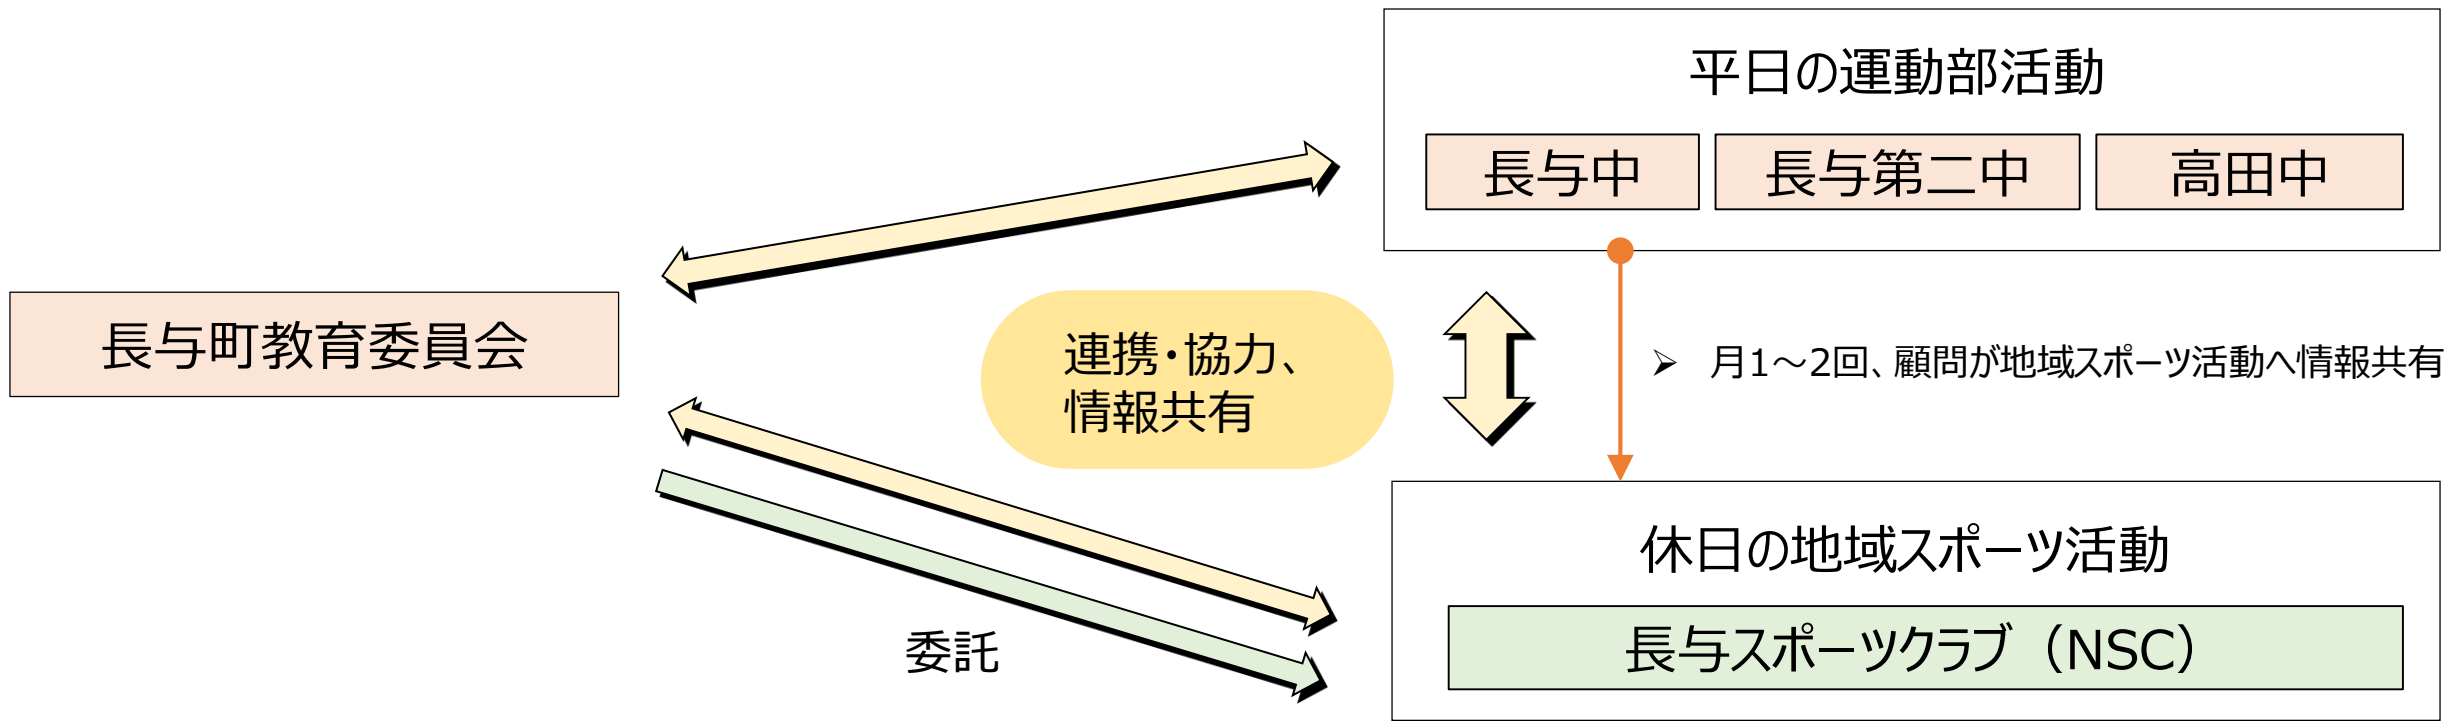 平日の運動部活動
長与中
長与第二中
高田中
長与町教育委員会
連携・協力、
情報共有
➢ 月1～2回、顧問が地域スポーツ活動へ情報共有
休日の地域スポーツ活動
長与スポーツクラブ（NSC）
委託